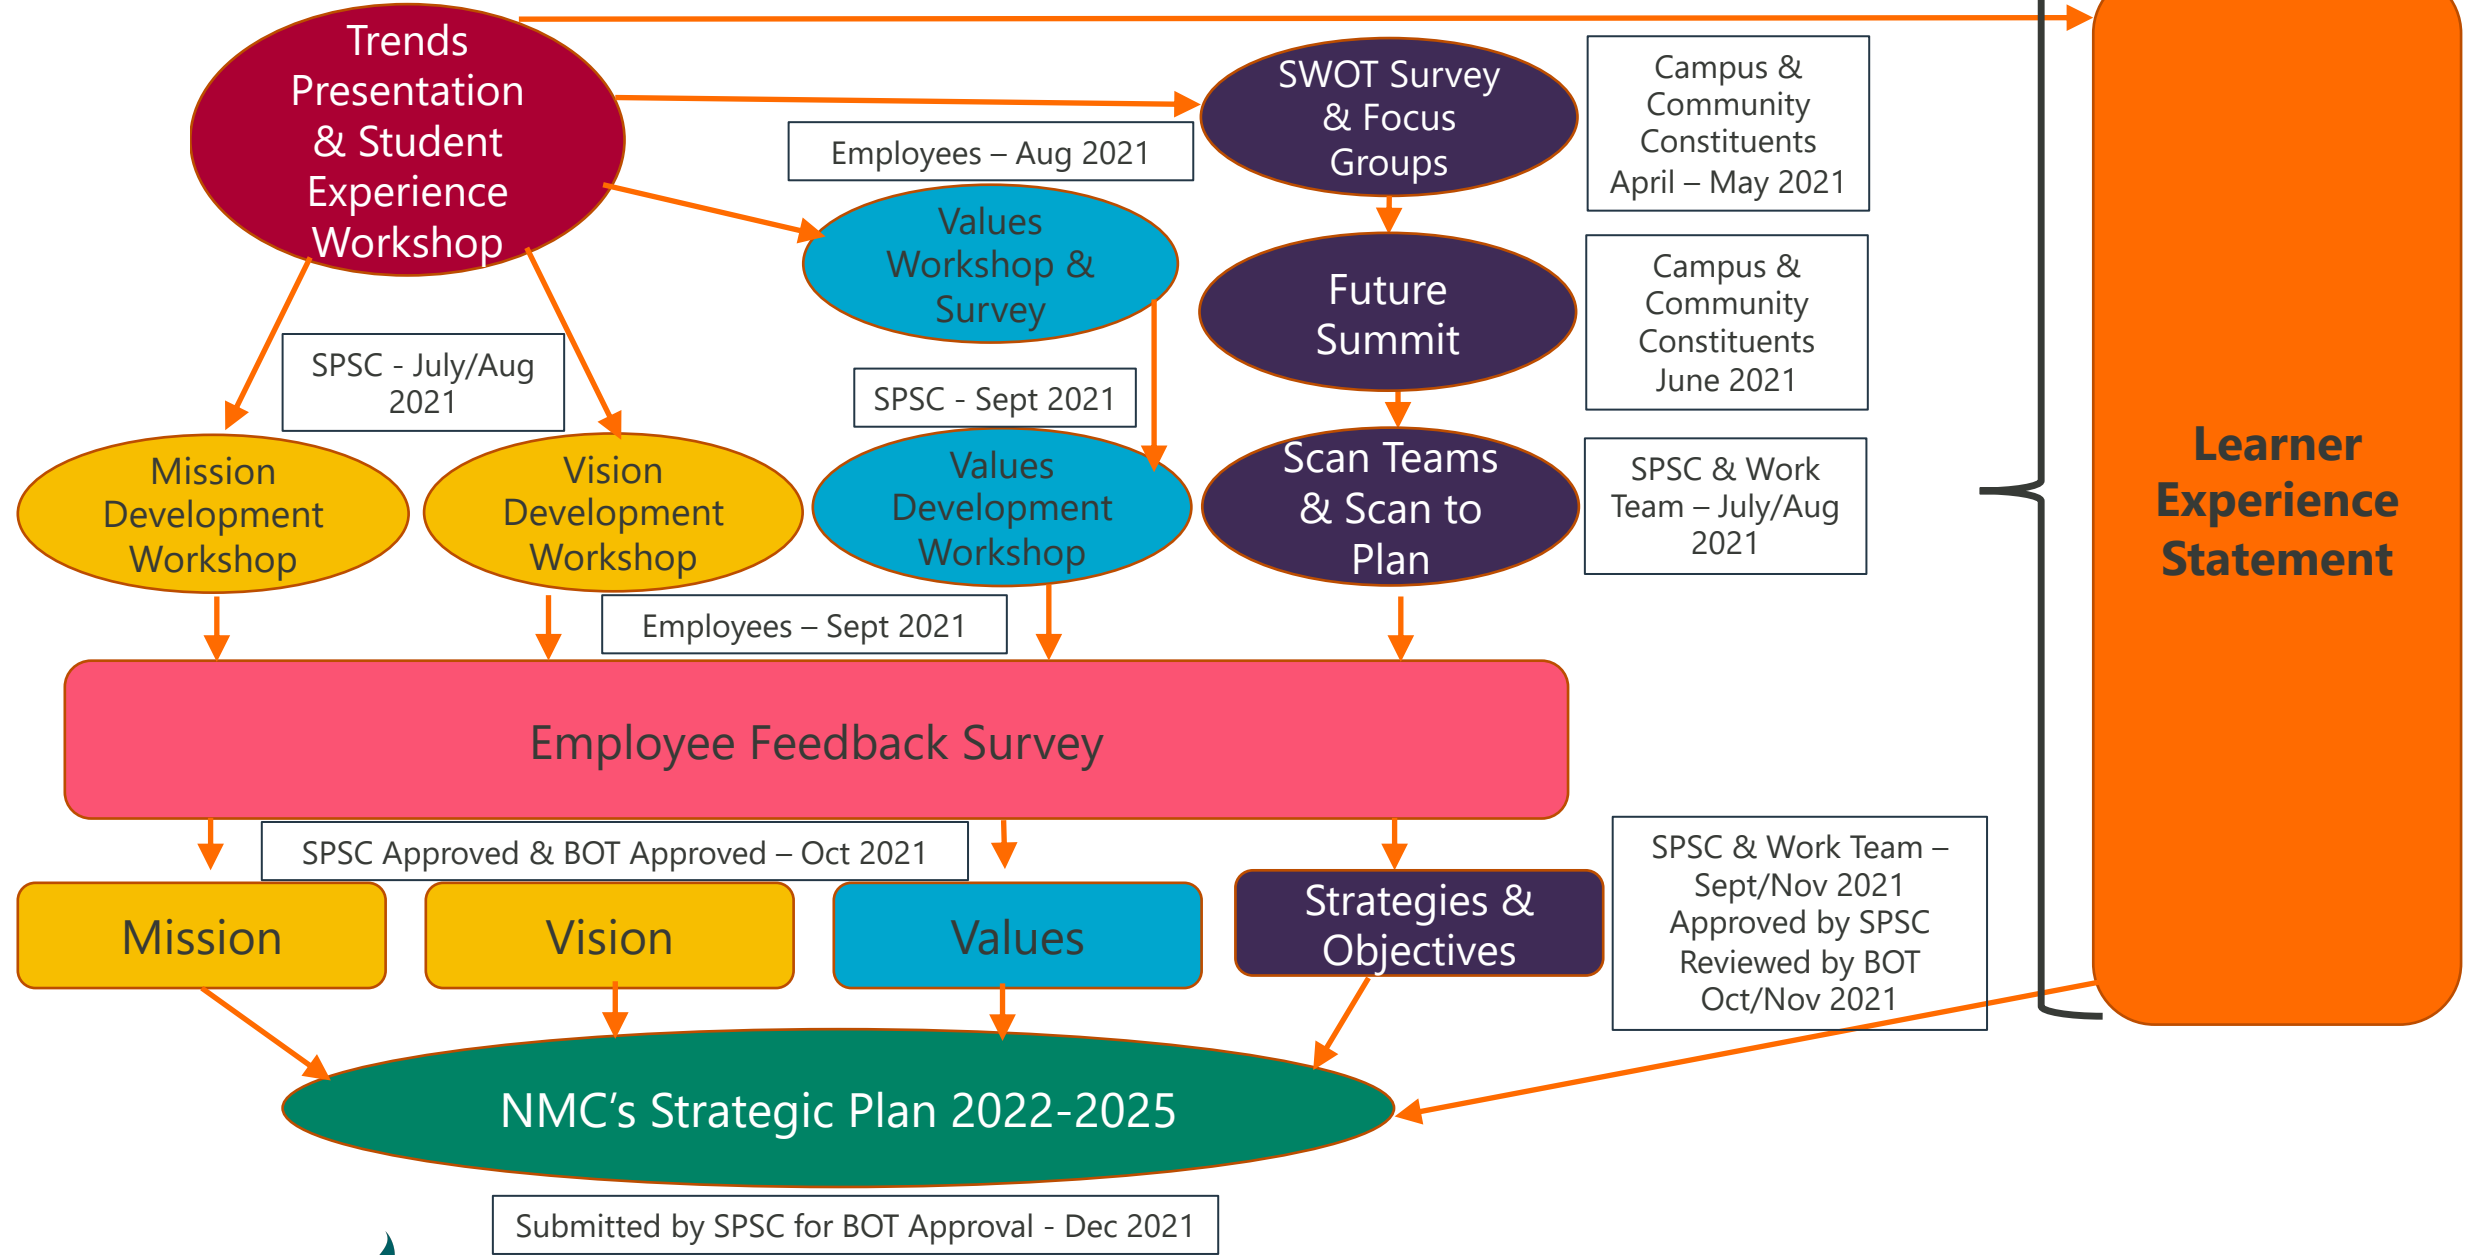 Trends
Presentation
& Student
Experience
Workshop
SWOT Survey
& Focus
Groups
Campus &
Community
Constituents
April – May 2021
Employees – Aug 2021
Values
Workshop &
Survey
Future
Summit
Campus &
Community
Constituents
June 2021
SPSC - July/Aug
2021
SPSC - Sept 2021
Mission
Development
Workshop
Vision
Development
Workshop
Values
Development
Workshop
Scan Teams
& Scan to
Plan
SPSC & Work
Team – July/Aug
2021
Learner
Experience
Statement
Employees – Sept 2021
Employee Feedback Survey
SPSC Approved & BOT Approved – Oct 2021
Mission
Vision
Values
Strategies &
Objectives
SPSC & Work Team –
Sept/Nov 2021
Approved by SPSC
Reviewed by BOT
Oct/Nov 2021
NMC’s Strategic Plan 2022-2025
Submitted by SPSC for BOT Approval - Dec 2021